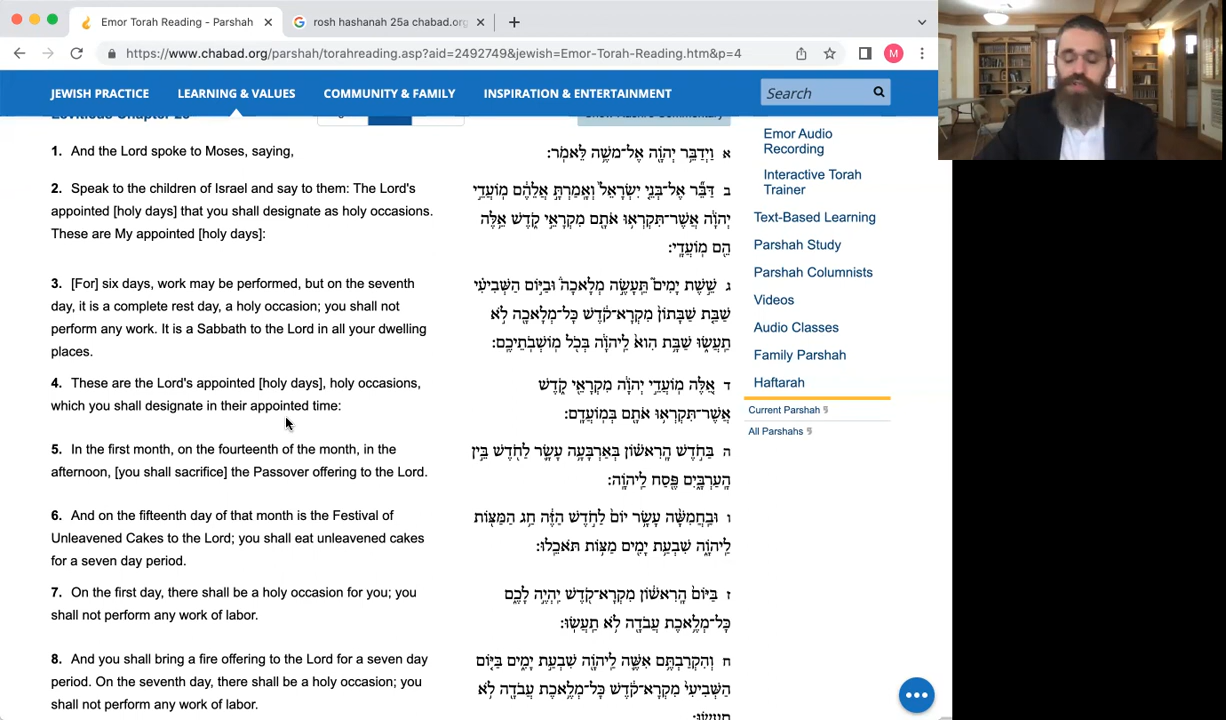 Emor Torah Reading - Parshah
rosh hashanah 25a chabad.org
https://www.chabad.org/parshah/torahreading.asp?aid=2492749&jewish=Emor-Torah-Reading.htm&p=4
M
JEWISH PRACTICE LEARNING & VALUES COMMUNITY & FAMILY INSPIRATION & ENTERTAINMENT Search
1. And the Lord spoke to Moses, saying,
א וַיְדַבֵּ֥ר יְהֹוָ֖ה אֶל־משֶׁ֥ה לֵּאמֹֽר:
2. Speak to the children of Israel and say to them: The Lord's
appointed [holy days] that you shall designate as holy occasions.
These are My appointed [holy days]:
ב דַּבֵּ֞ר אֶל־בְּנֵ֤י יִשְׂרָאֵל֙ וְאָֽמַרְתָּ֣ אֲלֵהֶ֔ם מֽוֹעֲדֵ֣י
יְהֹוָ֔ה אֲשֶׁר־תִּקְרְא֥וּ אֹתָ֖ם מִקְרָאֵ֣י קֹ֑דֶשׁ אֵ֥לֶּה
הֵ֖ם מֽוֹעֲדָֽי:
3. [For] six days, work may be performed, but on the seventh
day, it is a complete rest day, a holy occasion; you shall not
perform any work. It is a Sabbath to the Lord in all your dwelling
places.
ג שֵׁ֣שֶׁת יָמִים֘ תֵּֽעָשֶׂ֣ה מְלָאכָה֒ וּבַיּ֣וֹם הַשְּׁבִיעִ֗י
שַׁבַּ֤ת שַׁבָּתוֹן֙ מִקְרָא־קֹ֔דֶשׁ כָּל־מְלָאכָ֖ה לֹ֣א
תַֽעֲשׂ֑וּ שַׁבָּ֥ת הִוא֙ לַֽיהֹוָ֔ה בְּכֹ֖ל מוֹשְׁבֹֽתֵיכֶֽם:
4. These are the Lord's appointed [holy days], holy occasions,
which you shall designate in their appointed time:
ד אֵ֚לֶּה מֽוֹעֲדֵ֣י יְהֹוָ֔ה מִקְרָאֵ֖י קֹ֑דֶשׁ
אֲשֶׁר־תִּקְרְא֥וּ אֹתָ֖ם בְּמֽוֹעֲדָֽם:
5. In the first month, on the fourteenth of the month, in the
afternoon, [you shall sacrifice] the Passover offering to the Lord.
ה בַּחֹ֣דֶשׁ הָֽרִאשׁ֗וֹן בְּאַרְבָּעָ֥ה עָשָׂ֛ר לַחֹ֖דֶשׁ בֵּ֣ין
הָֽעַרְבָּ֑יִם פֶּ֖סַח לַֽיהֹוָֽה:
6. And on the fifteenth day of that month is the Festival of
Unleavened Cakes to the Lord; you shall eat unleavened cakes
for a seven day period.
ו וּבַֽחֲמִשָּׁ֨ה עָשָׂ֥ר יוֹם֙ לַחֹ֣דֶשׁ הַזֶּ֔ה חַ֥ג הַמַּצּ֖וֹת
לַֽיהֹוָ֑ה שִׁבְעַ֥ת יָמִ֖ים מַצּ֥וֹת תֹּאכֵֽלוּ:
7. On the first day, there shall be a holy occasion for you; you
shall not perform any work of labor.
ז בַּיּוֹם֙ הָֽרִאשׁ֔וֹן מִקְרָא־קֹ֖דֶשׁ יִֽהְיֶ֣ה לָכֶ֑ם
כָּל־מְלֶ֥אכֶת עֲבֹדָ֖ה לֹ֥א תַֽעֲשֽׂוּ:
8. And you shall bring a fire offering to the Lord for a seven day
period. On the seventh day, there shall be a holy occasion; you
shall not perform any work of labor.
ח וְהִקְרַבְתֶּ֥ם אִשֶּׁ֛ה לַֽיהֹוָ֖ה שִׁבְעַ֣ת יָמִ֑ים בַּיּ֤וֹם
הַשְּׁבִיעִי֙ מִקְרָא־קֹ֔דֶשׁ כָּל־מְלֶ֥אכֶת עֲבֹדָ֖ה לֹ֥א
Emor Audio
Recording
Interactive Torah
Trainer
Text-Based Learning
Parshah Study
Parshah Columnists
Videos
Audio Classes
Family Parshah
Haftarah
Current Parshah
All Parshahs